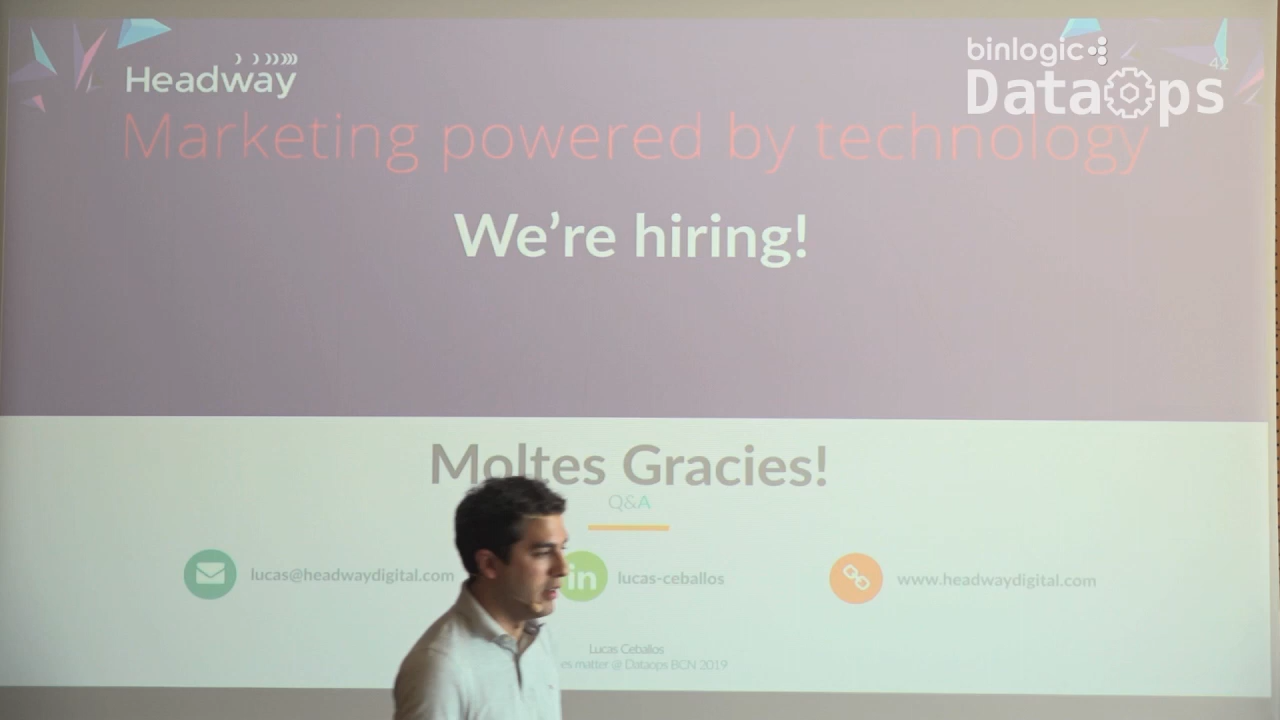 Headway
binlogic
DataOps
42
Marketing powered by technology
We're hiring!
Moltes Gracies!
Q&A
lucas@headwaydigital.com
in
lucas-ceballos
www.headwaydigital.com
Lucas Ceballos
matter @ Dataops BCN 2019